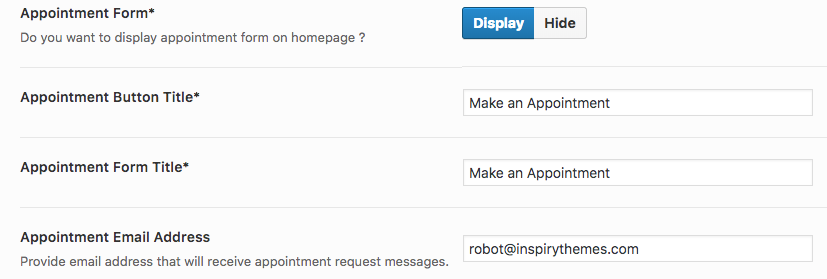 Appointment Form*
Display Hide
Do you want to display appointment form on homepage ?
Appointment Button Title*
Make an Appointment
Appointment Form Title*
Make an Appointment
Appointment Email Address
robot@inspirythemes.com
Provide email address that will receive appointment request messages.